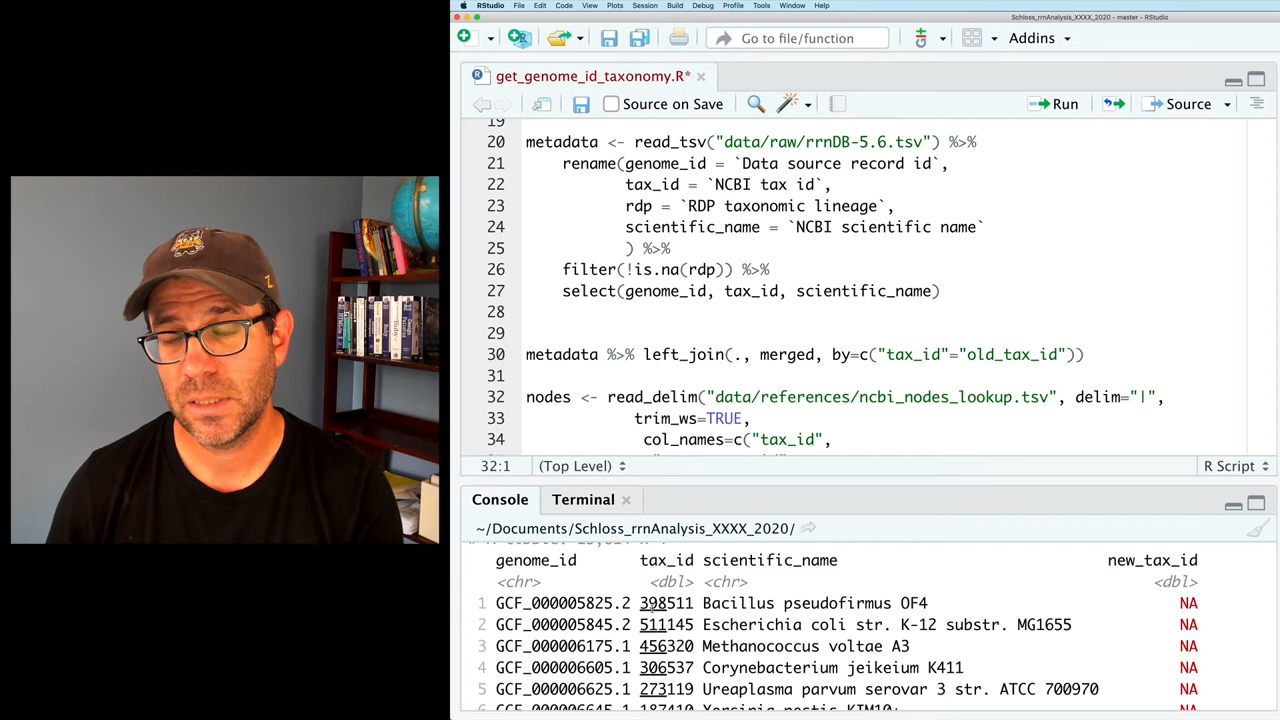 RStudio File Edit Code View Plots Session Build Debug Profile Tools Window Help
Schloss_rrnAnalysis_XXXX_2020 - master - RStudio
Go to file/function
Addins
get_genome_id_taxonomy.R*
Source on Save
Run
Source
19
20 metadata <- read_tsv("data/raw/rrnDB-5.6.tsv") %>%
21 rename(genome_id = `Data source record id`,
22 tax_id = `NCBI tax id`,
23 rdp = `RDP taxonomic lineage`,
24 scientific_name = `NCBI scientific name`
25 ) %>%
26 filter(!is.na(rdp)) %>%
27 select(genome_id, tax_id, scientific_name)
28
29
30 metadata %>% left_join(., merged, by=c("tax_id"="old_tax_id"))
31
32 nodes <- read_delim("data/references/ncbi_nodes_lookup.tsv", delim="|",
33 trim_ws=TRUE,
34 col_names=c("tax_id",
32:1 (Top Level) R Script
Console Terminal
~/Documents/Schloss_rrnAnalysis_XXXX_2020/
genome_id tax_id scientific_name new_tax_id
<chr> <dbl> <chr> <dbl>
1 GCF_000005825.2 398511 Bacillus pseudofirmus OF4 NA
2 GCF_000005845.2 511145 Escherichia coli str. K-12 substr. MG1655 NA
3 GCF_000006175.1 456320 Methanococcus voltae A3 NA
4 GCF_000006605.1 306537 Corynebacterium jeikeium K411 NA
5 GCF_000006625.1 273119 Ureaplasma parvum serovar 3 str. ATCC 700970 NA
6 GCF_000006645.1 187410 Yersinia pestis KIM10+ NA